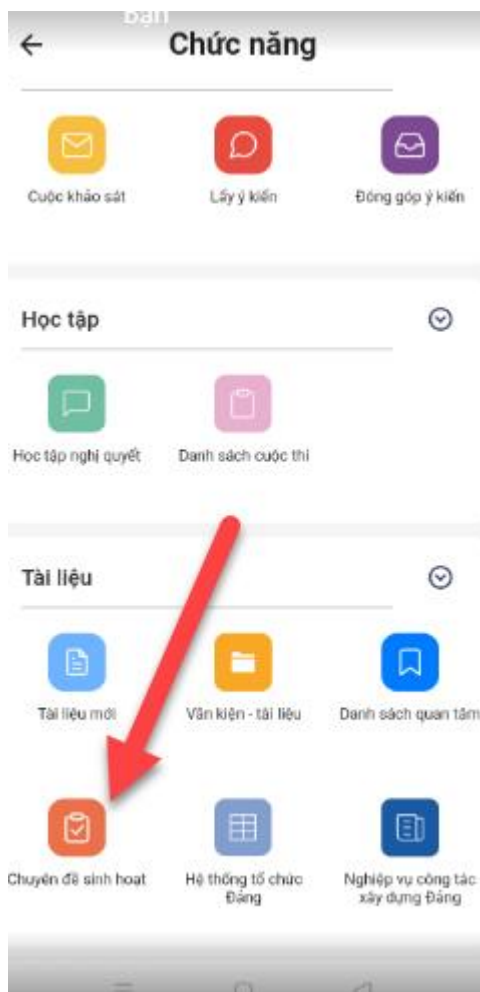 bạn
Chức năng
Cuộc khảo sát
Lấy ý kiến
Đóng góp ý kiến
Học tập
Học tập nghị quyết
Danh sách cuộc thi
Tài liệu
Tài liệu mới
Văn kiện - tài liệu
Danh sách quan tâm
Chuyên đề sinh hoạt
Hệ thống tổ chức
Đảng
Nghiệp vụ công tác
xây dựng Đảng